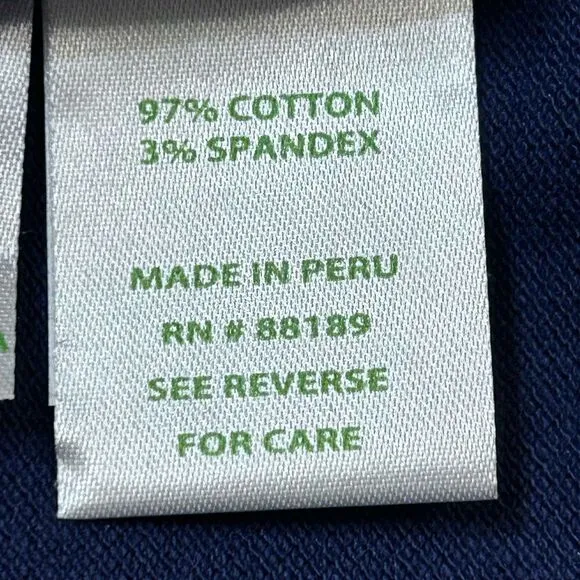 97% COTTON
3% SPANDEX
MADE IN PERU
RN # 88189
SEE REVERSE
FOR CARE